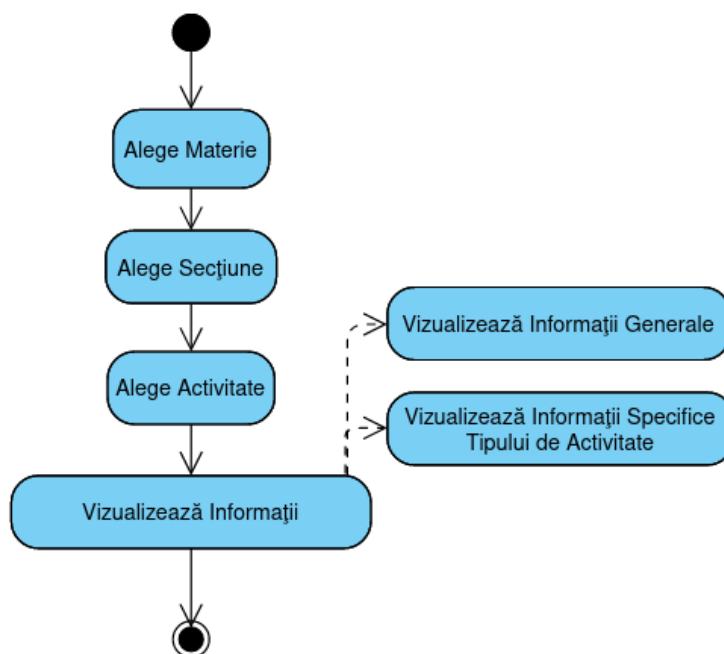 Alege Materie
Alege Secţiune
Vizualizează Informaţii Generale
Alege Activitate
Vizualizează Informaţii Specifice
Tipului de Activitate
Vizualizează Informaţii